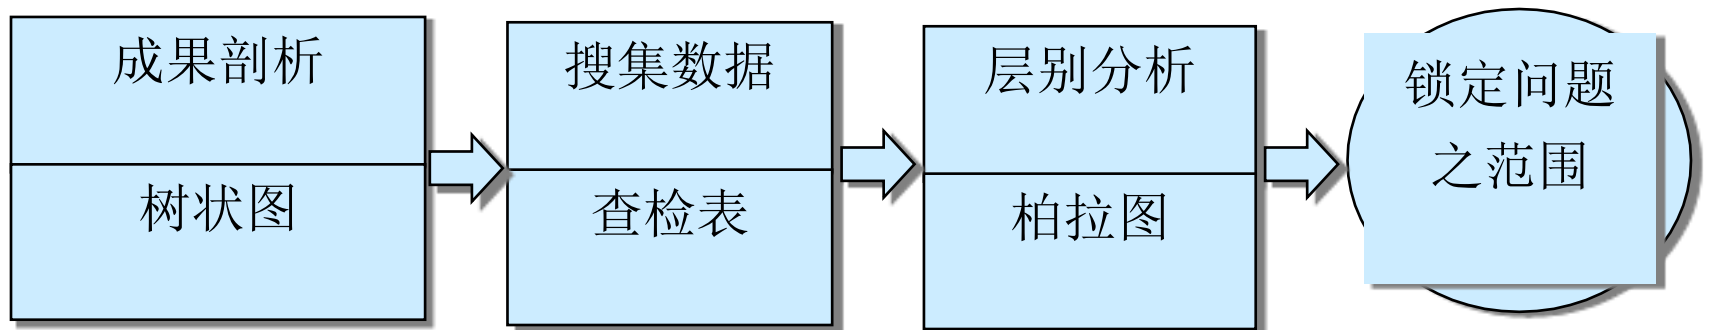 成果剖析
树状图
搜集数据
查检表
层别分析
柏拉图
锁定问题
之范围